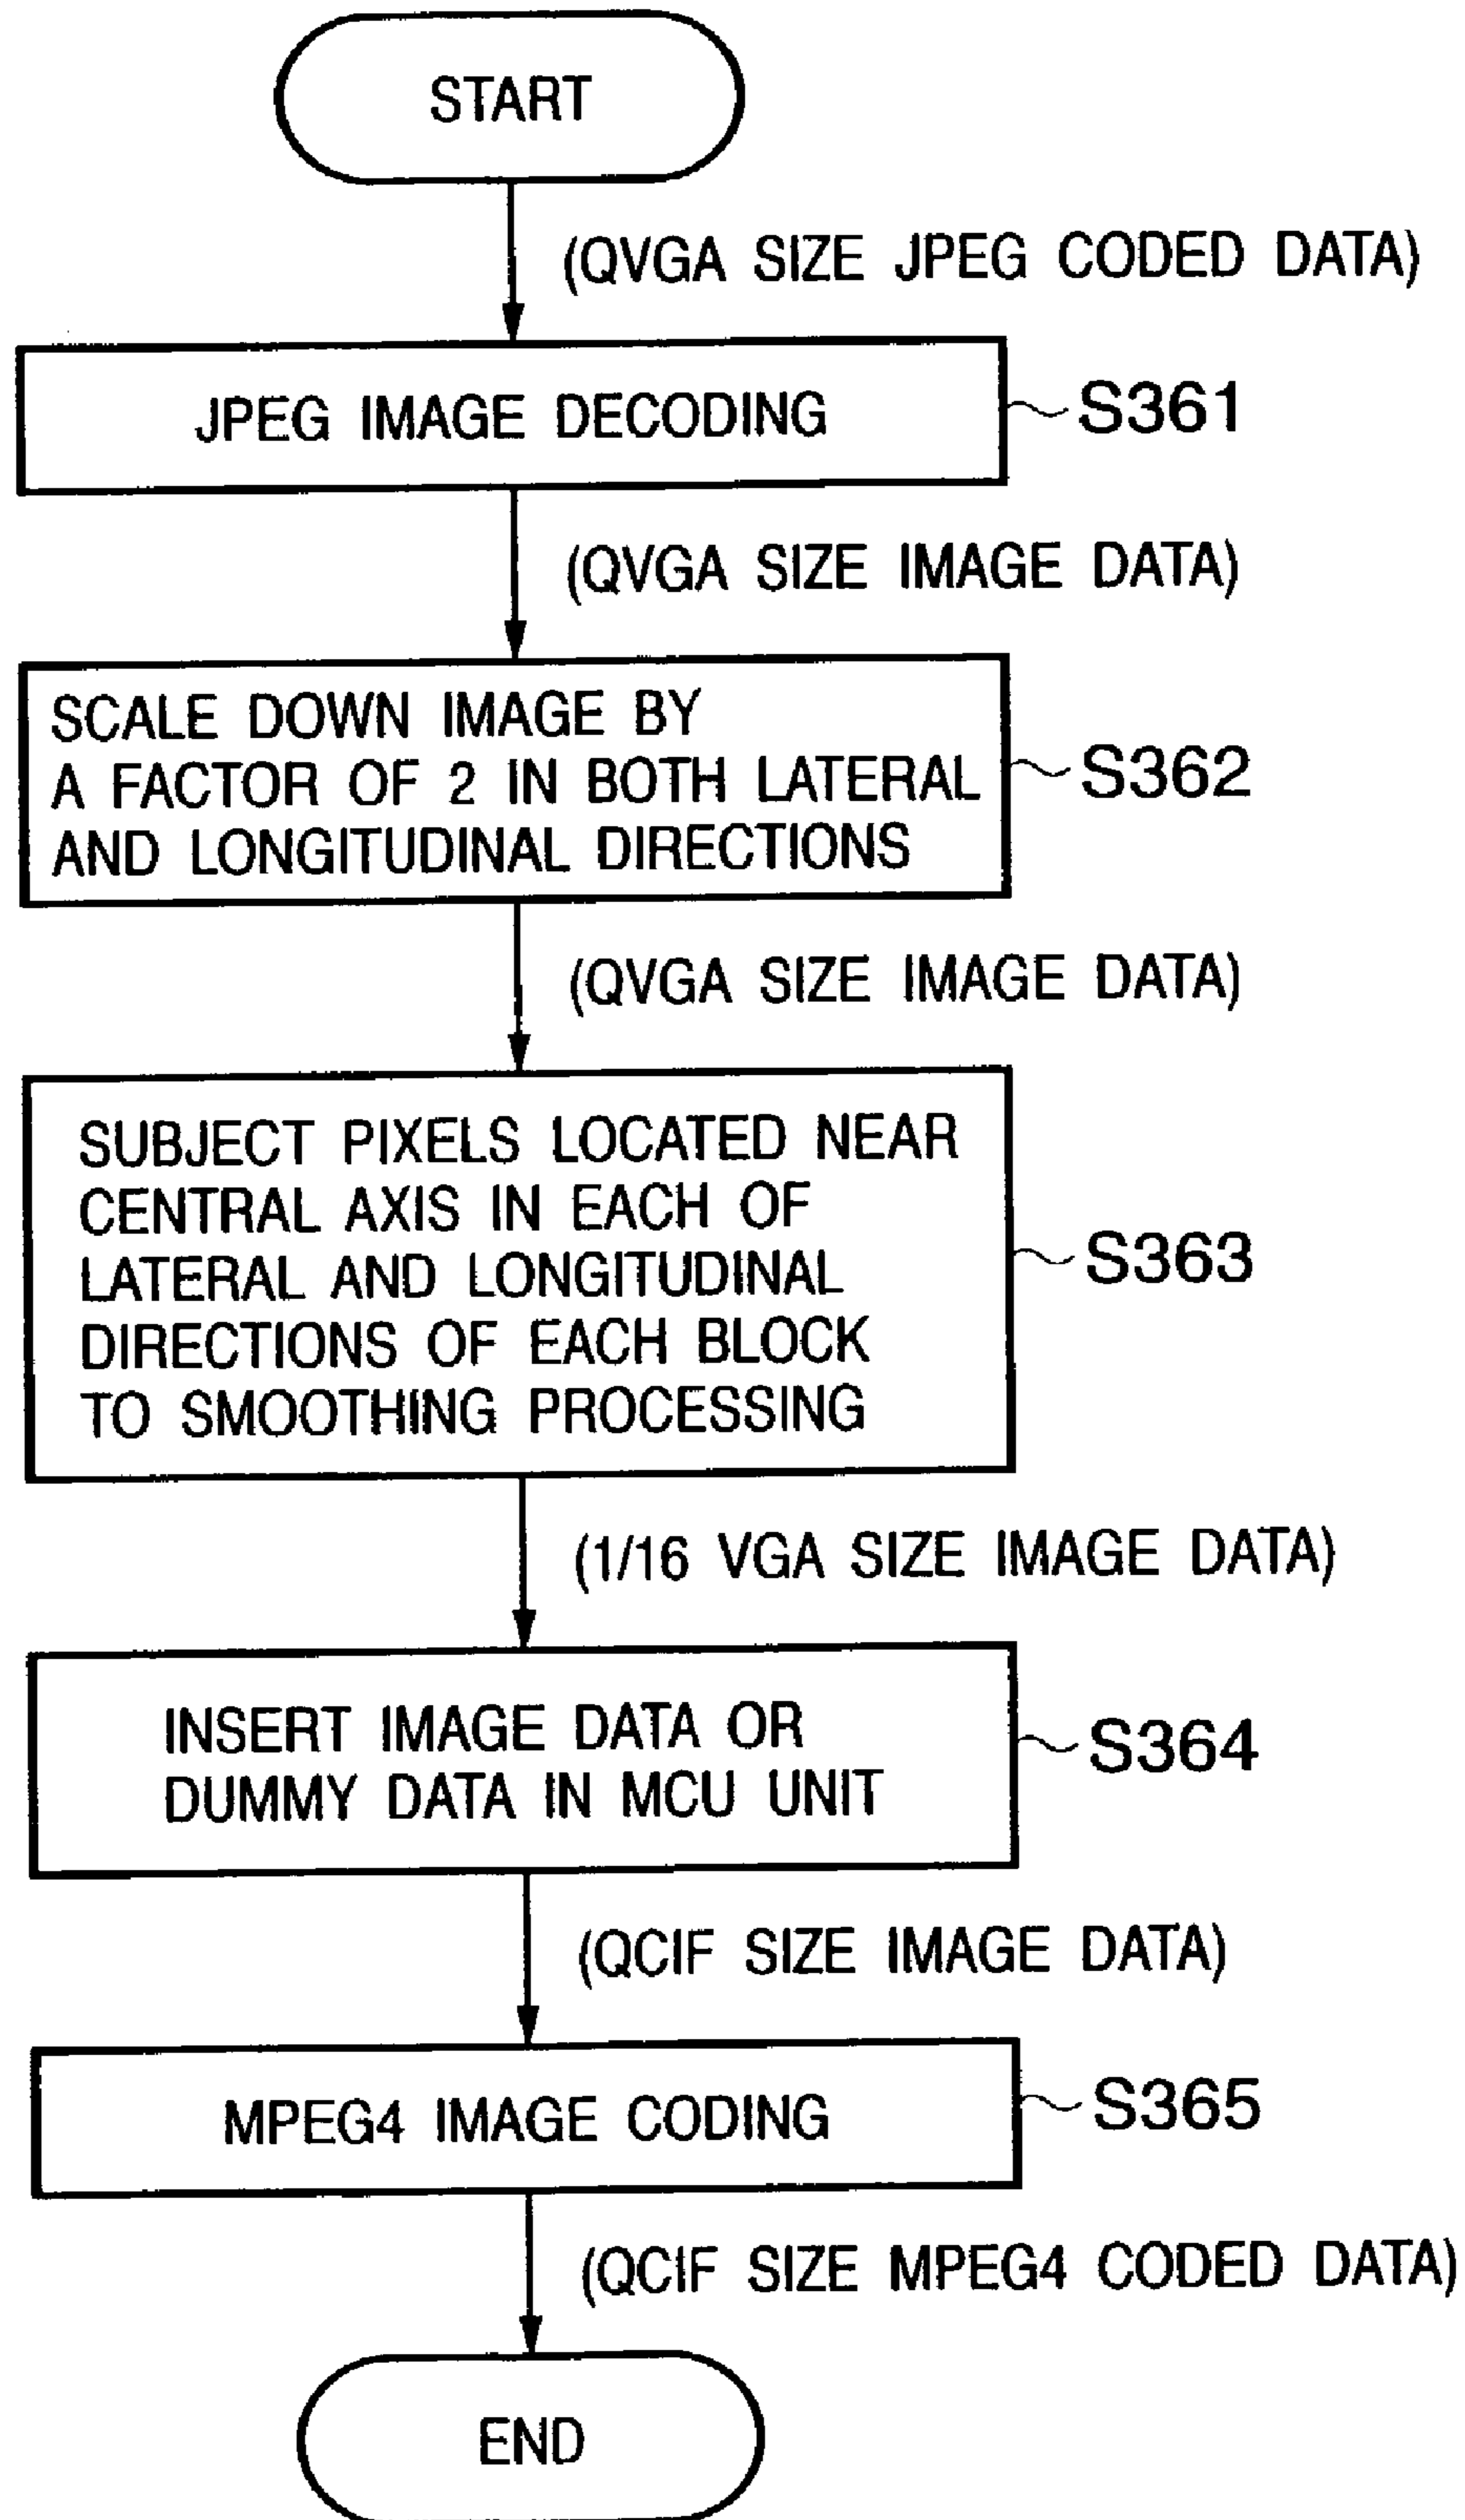 START
(QVGA SIZE JPEG CODED DATA)
JPEG IMAGE DECODING
S361
(QVGA SIZE IMAGE DATA)
SCALE DOWN IMAGE BY
A FACTOR OF 2 IN BOTH LATERAL
AND LONGITUDINAL DIRECTIONS
S362
(QVGA SIZE IMAGE DATA)
SUBJECT PIXELS LOCATED NEAR
CENTRAL AXIS IN EACH OF
LATERAL AND LONGITUDINAL
DIRECTIONS OF EACH BLOCK
TO SMOOTHING PROCESSING
S363
(1/16 VGA SIZE IMAGE DATA)
INSERT IMAGE DATA OR
DUMMY DATA IN MCU UNIT
S364
(QCIF SIZE IMAGE DATA)
MPEG4 IMAGE CODING
S365
(QCIF SIZE MPEG4 CODED DATA)
END